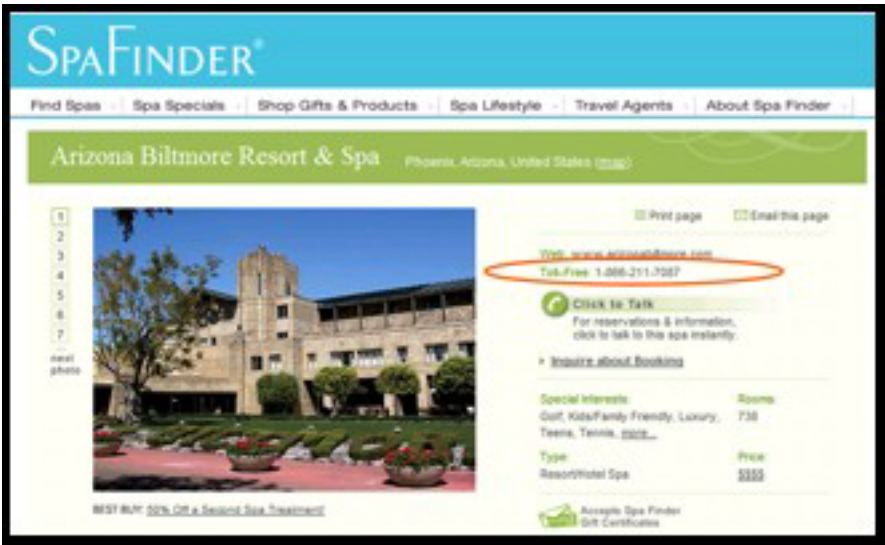 SPAFINDER®
Find Spas
Spa Specials
Shop Gifts & Products
Spa Lifestyle
Travel Agents
About Spa Finder
Arizona Biltmore Resort & Spa
Phoenix, Arizona, United States (map)
1
2
3
4
5
6
7
next
photo
Print page
Email this page
Web: www.arizonabiltmore.com
Toll-Free: 1-866-211-7087
Click to Talk
For reservations & information,
click to talk to this spa instantly.
Inquire about Booking
Special Interests:
Golf, Kids/Family Friendly, Luxury,
Teens, Tennis, more...
Rooms:
738
Type:
Resort/Hotel Spa
Price:
$$$$
Accepts Spa Finder
Gift Certificates
BEST BUY: 50% Off a Second Spa Treatment!